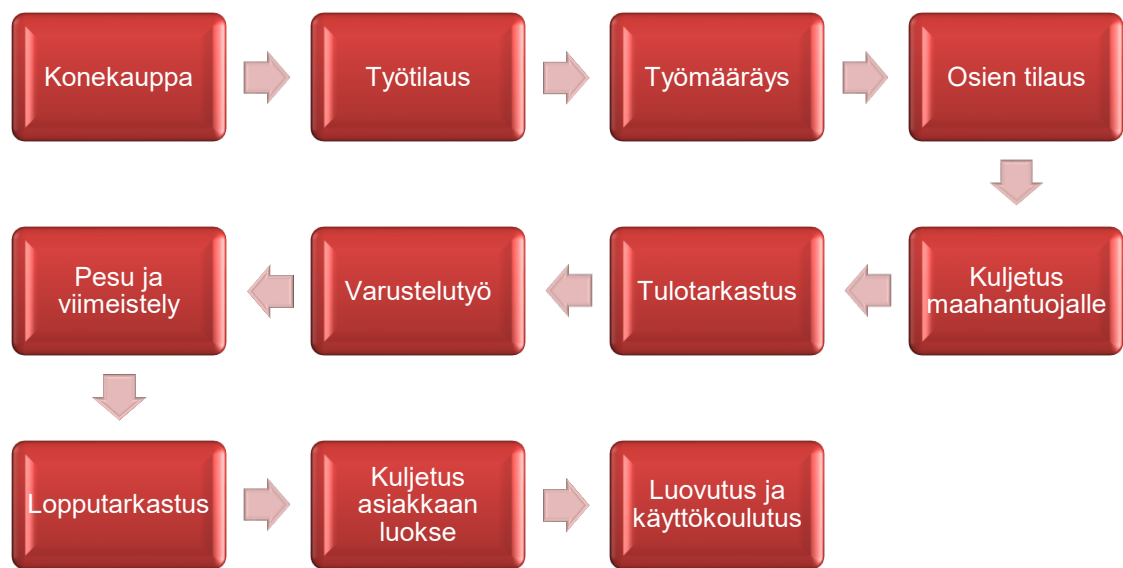 Konekauppa
Työtilaus
Työmääräys
Osien tilaus
Kuljetus
maahantuojalle
Tulotarkastus
Varustelutyö
Pesu ja
viimeistely
Lopputarkastus
Kuljetus
asiakkaan
luokse
Luovutus ja
käyttökoulutus